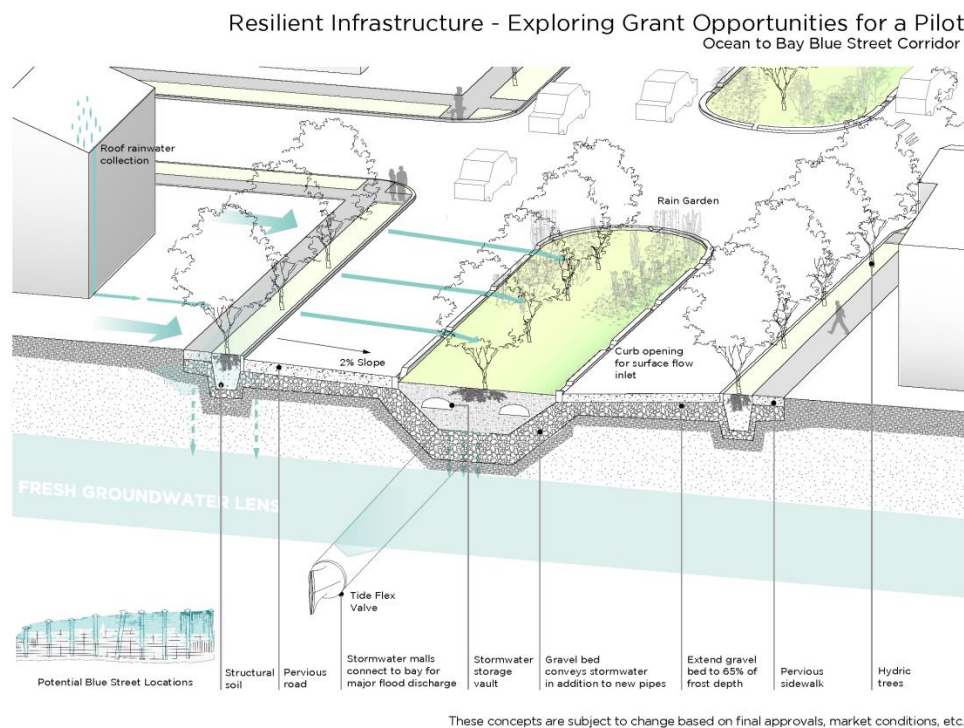 Resilient Infrastructure - Exploring Grant Opportunities for a Pilot
Ocean to Bay Blue Street Corridor
Roof rainwater
collection
Rain Garden
2% Slope
Curb opening
for surface flow
inlet
FRESH GROUNDWATER LENS
Tide Flex
Valve
Potential Blue Street Locations
Structural
soil
Pervious
road
Stormwater malls
connect to bay for
major flood discharge
Stormwater
storage
vault
Gravel bed
conveys stormwater
in addition to new pipes
Extend gravel
bed to 65% of
frost depth
Pervious
sidewalk
Hydric
trees
These concepts are subject to change based on final approvals, market conditions, etc.